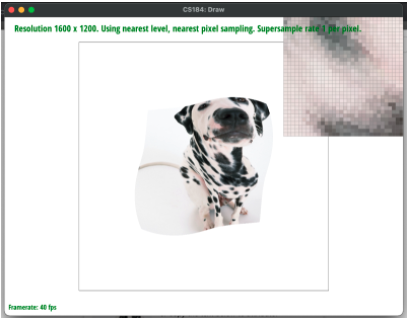 CS184: Draw
Resolution 1600 x 1200. Using nearest level, nearest pixel sampling. Supersample rate 1 per pixel.
Framerate: 40 fps